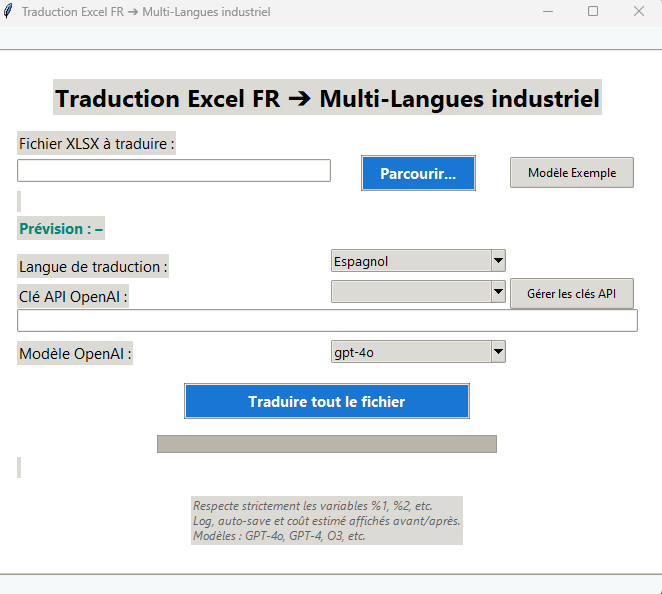 Traduction Excel FR ➔ Multi-Langues industriel
Traduction Excel FR ➔ Multi-Langues industriel
Fichier XLSX à traduire :
Parcourir...
Modèle Exemple
Prévision : –
Langue de traduction :
Espagnol
Clé API OpenAI :
Gérer les clés API
Modèle OpenAI :
gpt-4o
Traduire tout le fichier
Respecte strictement les variables %1, %2, etc.
Log, auto-save et coût estimé affichés avant/après.
Modèles : GPT-4o, GPT-4, O3, etc.